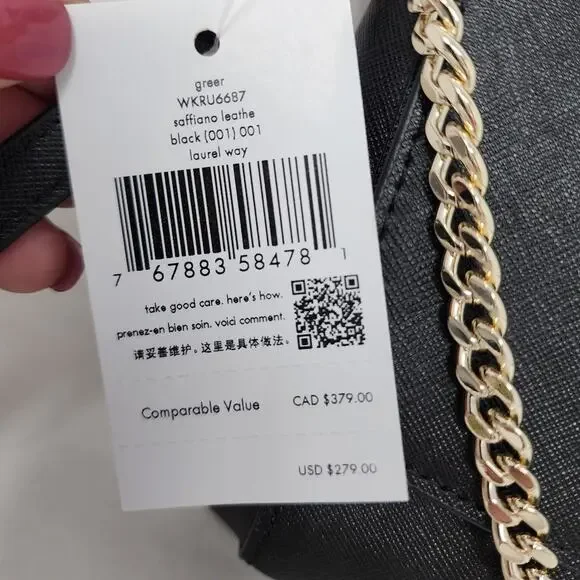 greer
WKRU6687
saffiano leathe
black (001) 001
laurel way
7 67883 58478 1
take good care. here's how.
prenez-en bien soin. voici comment.
请妥善维护。这里是具体做法。
Comparable Value CAD $379.00
USD $279.00